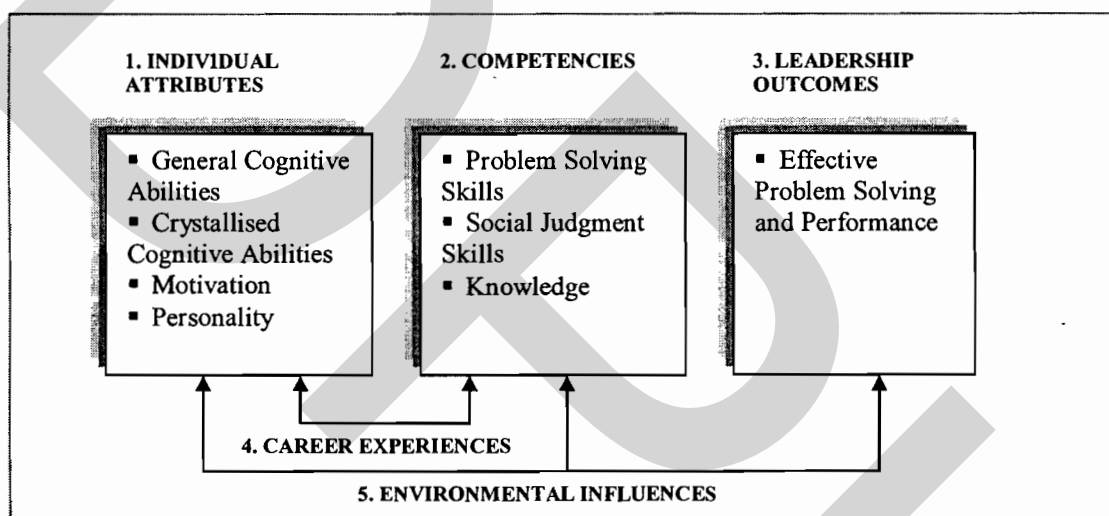 1. INDIVIDUAL
ATTRIBUTES
▪ General Cognitive
Abilities
▪ Crystallised
Cognitive Abilities
▪ Motivation
▪ Personality
2. COMPETENCIES
▪ Problem Solving
Skills
▪ Social Judgment
Skills
▪ Knowledge
3. LEADERSHIP
OUTCOMES
▪ Effective
Problem Solving
and Performance
4. CAREER EXPERIENCES
5. ENVIRONMENTAL INFLUENCES